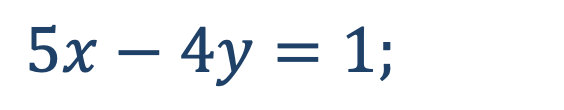 5x − 4y = 1;